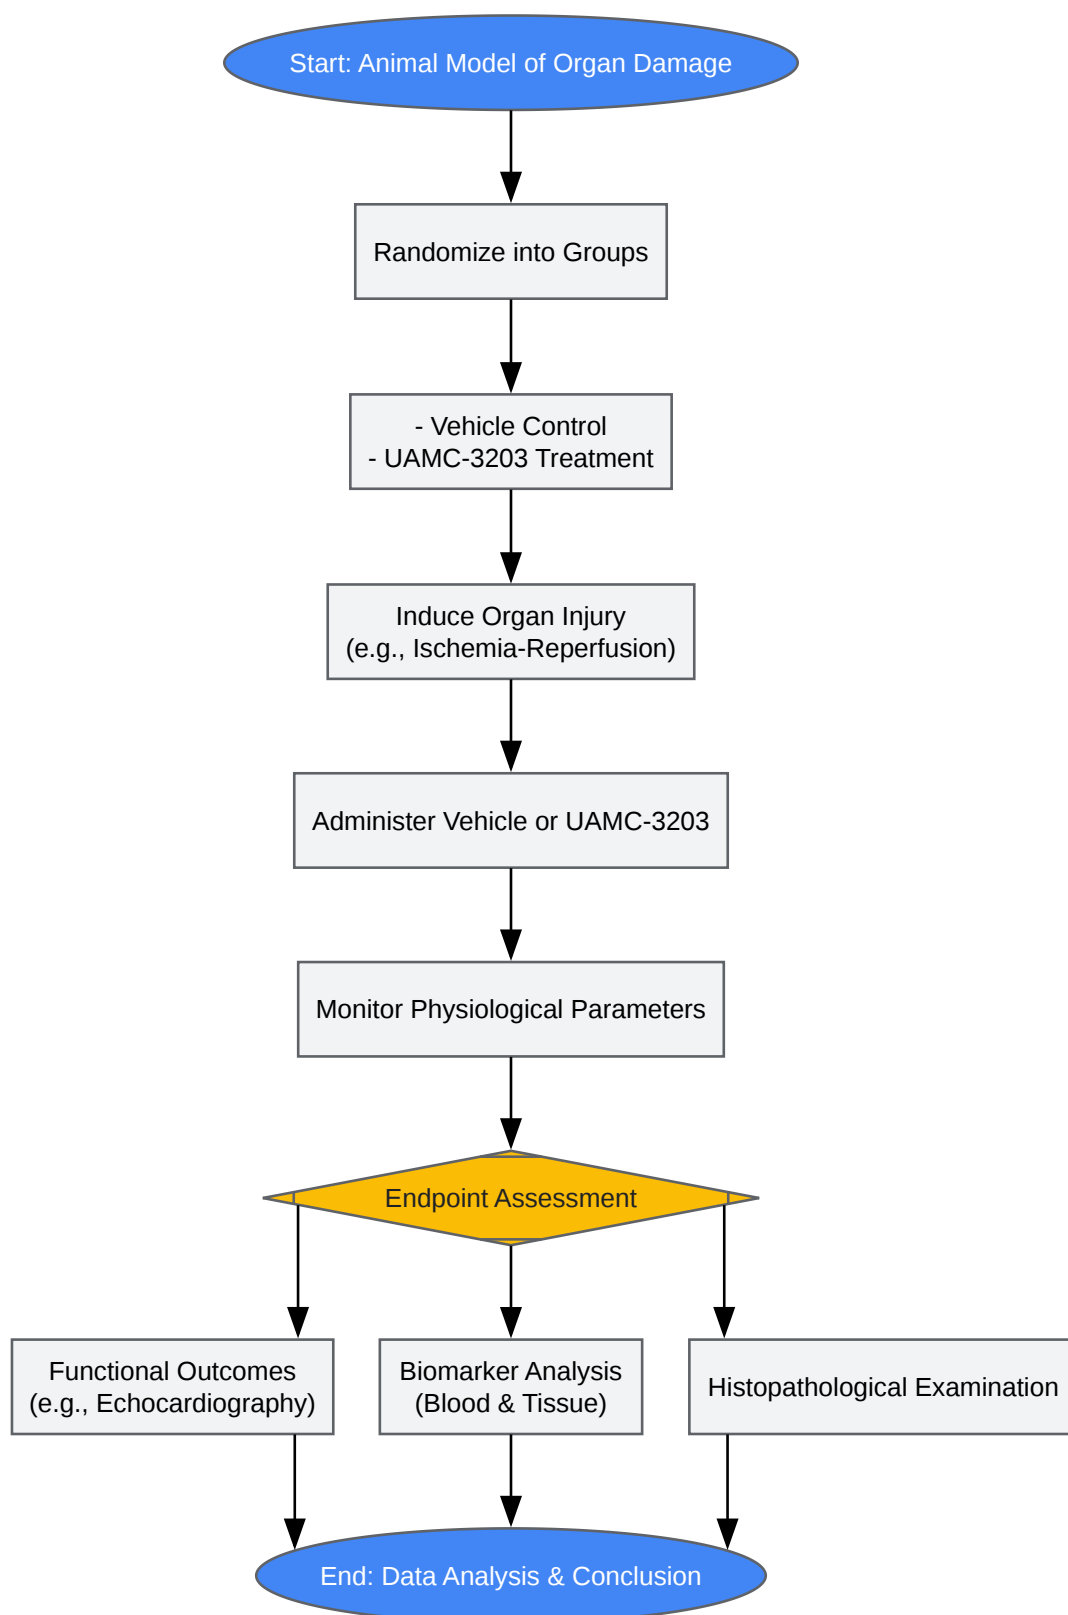 Start: Animal Model of Organ Damage
Randomize into Groups
- Vehicle Control
- UAMC-3203 Treatment
Induce Organ Injury
(e.g., Ischemia-Reperfusion)
Administer Vehicle or UAMC-3203
Monitor Physiological Parameters
Endpoint Assessment
Functional Outcomes
(e.g., Echocardiography)
Biomarker Analysis
(Blood & Tissue)
Histopathological Examination
End: Data Analysis & Conclusion